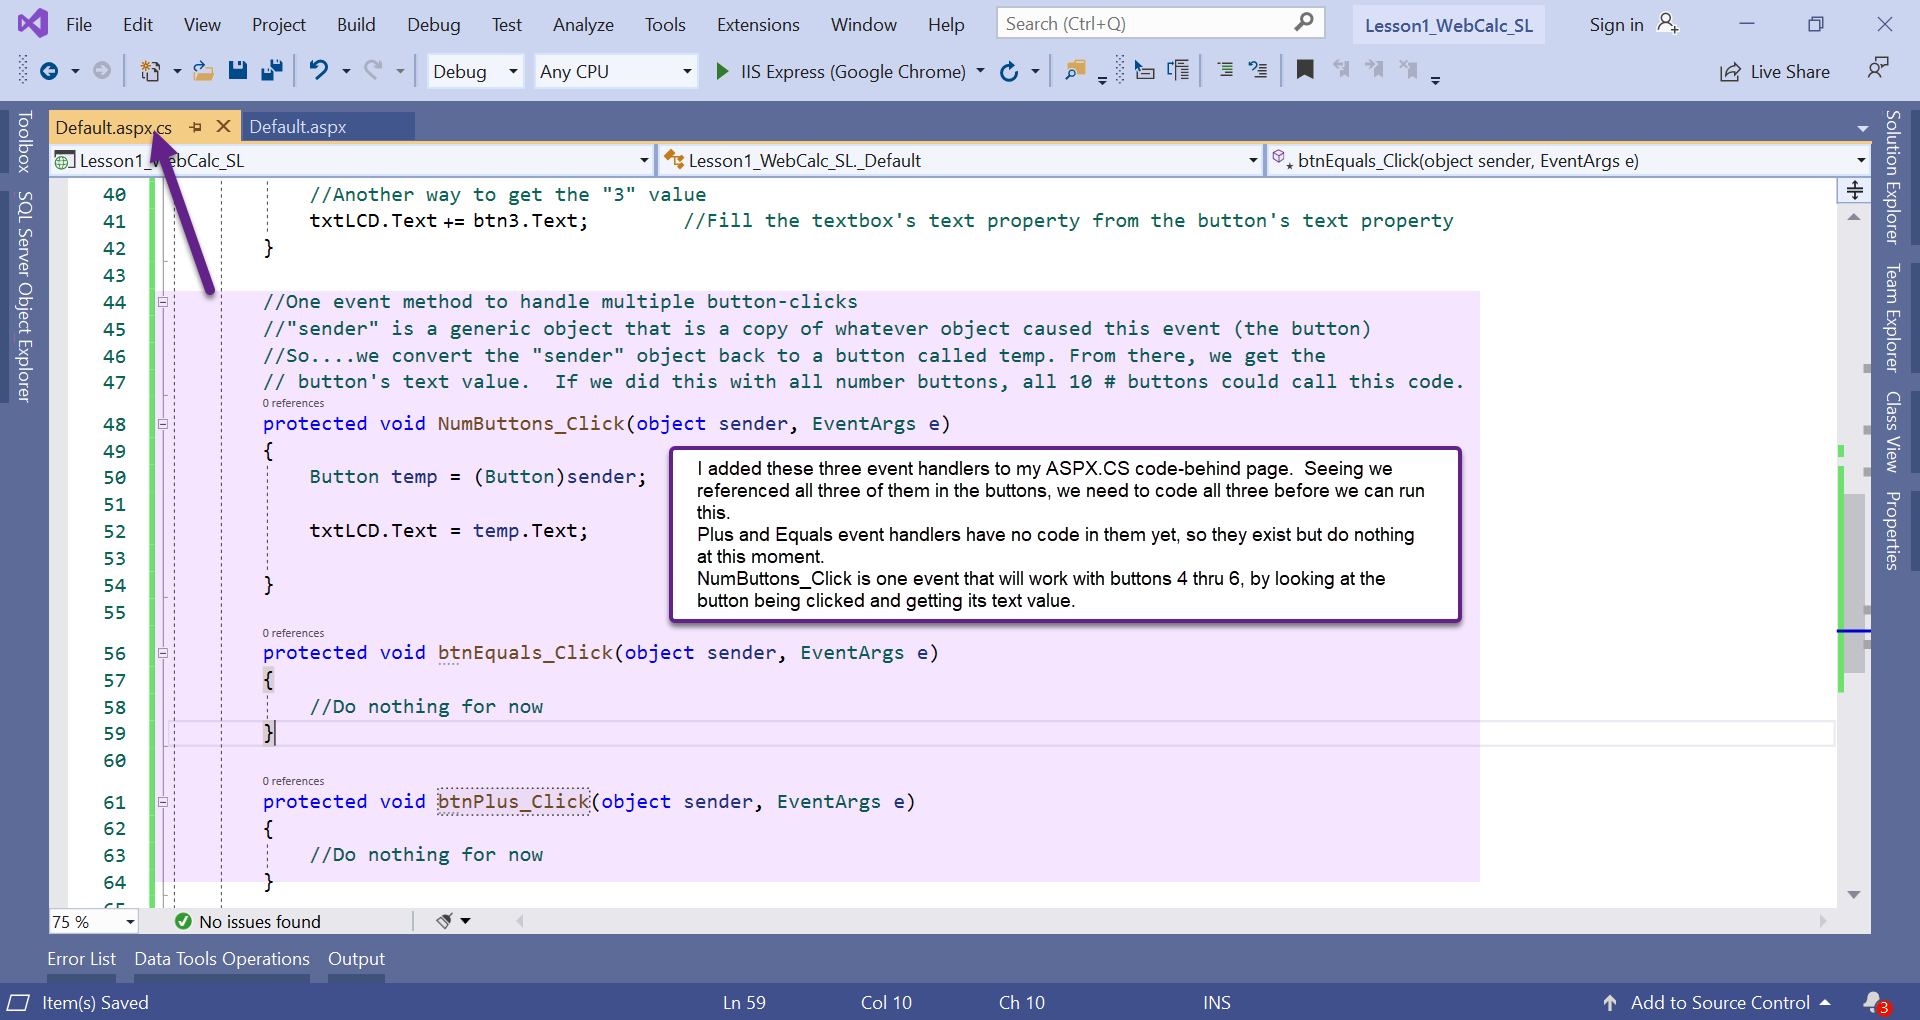 File Edit View Project Build Debug Test Analyze Tools Extensions Window Help Search (Ctrl+Q) Lesson1_WebCalc_SL Sign in
Debug Any CPU IIS Express (Google Chrome) Live Share
Default.aspx.cs Default.aspx
Lesson1_WebCalc_SL Lesson1_WebCalc_SL._Default btnEquals_Click(object sender, EventArgs e)
Toolbox
SQL Server Object Explorer
Solution Explorer
Team Explorer
Class View
Properties
40 //Another way to get the "3" value
41 txtLCD.Text += btn3.Text; //Fill the textbox's text property from the button's text property
42 }
43
44 //One event method to handle multiple button-clicks
45 //"sender" is a generic object that is a copy of whatever object caused this event (the button)
46 //So....we convert the "sender" object back to a button called temp. From there, we get the
47 // button's text value.  If we did this with all number buttons, all 10 # buttons could call this code.
0 references
48 protected void NumButtons_Click(object sender, EventArgs e)
49 {
50 Button temp = (Button)sender;
51
52 txtLCD.Text = temp.Text;
53
54 }
55
0 references
56 protected void btnEquals_Click(object sender, EventArgs e)
57 {
58 //Do nothing for now
59 }
60
0 references
61 protected void btnPlus_Click(object sender, EventArgs e)
62 {
63 //Do nothing for now
64 }
65
I added these three event handlers to my ASPX.CS code-behind page.  Seeing we
referenced all three of them in the buttons, we need to code all three before we can run
this.
Plus and Equals event handlers have no code in them yet, so they exist but do nothing
at this moment.
NumButtons_Click is one event that will work with buttons 4 thru 6, by looking at the
button being clicked and getting its text value.
75 % No issues found
Error List Data Tools Operations Output
Item(s) Saved Ln 59 Col 10 Ch 10 INS Add to Source Control 3